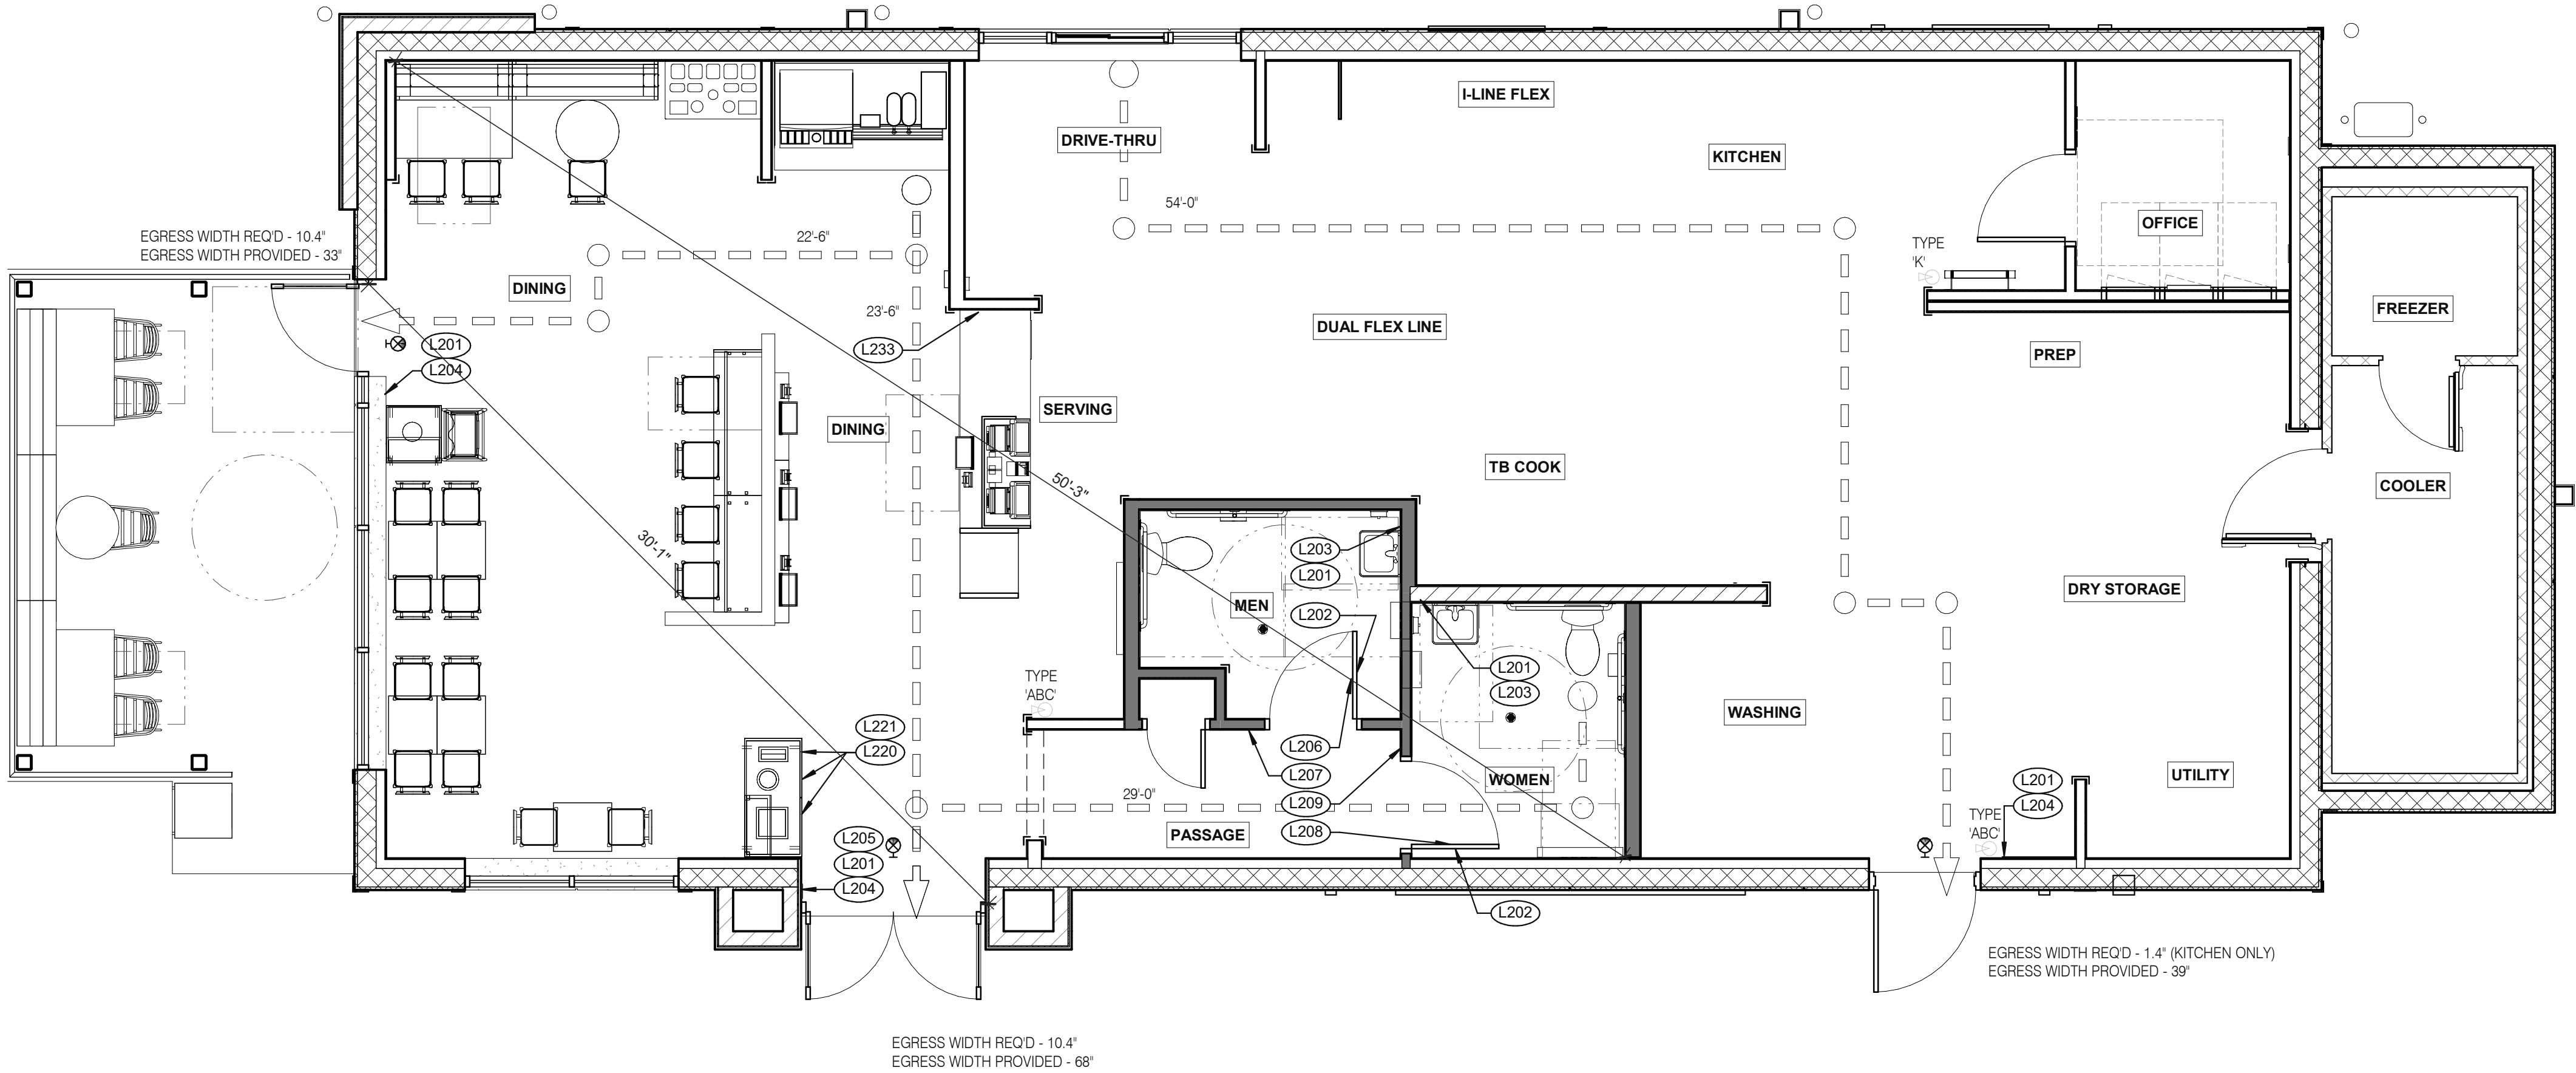 I-LINE FLEX
DRIVE-THRU
KITCHEN
54'-0"
OFFICE
EGRESS WIDTH REQ'D - 10.4"
EGRESS WIDTH PROVIDED - 33"
22'-6"
TYPE
'K'
DINING
23'-6"
FREEZER
DUAL FLEX LINE
L201
L233
PREP
L204
SERVING
DINING
TB COOK
50'-3"
COOLER
30'-1"
L203
L201
DRY STORAGE
MEN
L202
L201
L203
TYPE
'ABC'
WASHING
L221
L220
L206
L207
WOMEN
UTILITY
L201
L204
29'-0"
L209
TYPE
'ABC'
L208
PASSAGE
L205
L201
L204
L202
EGRESS WIDTH REQ'D - 1.4" (KITCHEN ONLY)
EGRESS WIDTH PROVIDED - 39"
EGRESS WIDTH REQ'D - 10.4"
EGRESS WIDTH PROVIDED - 68"